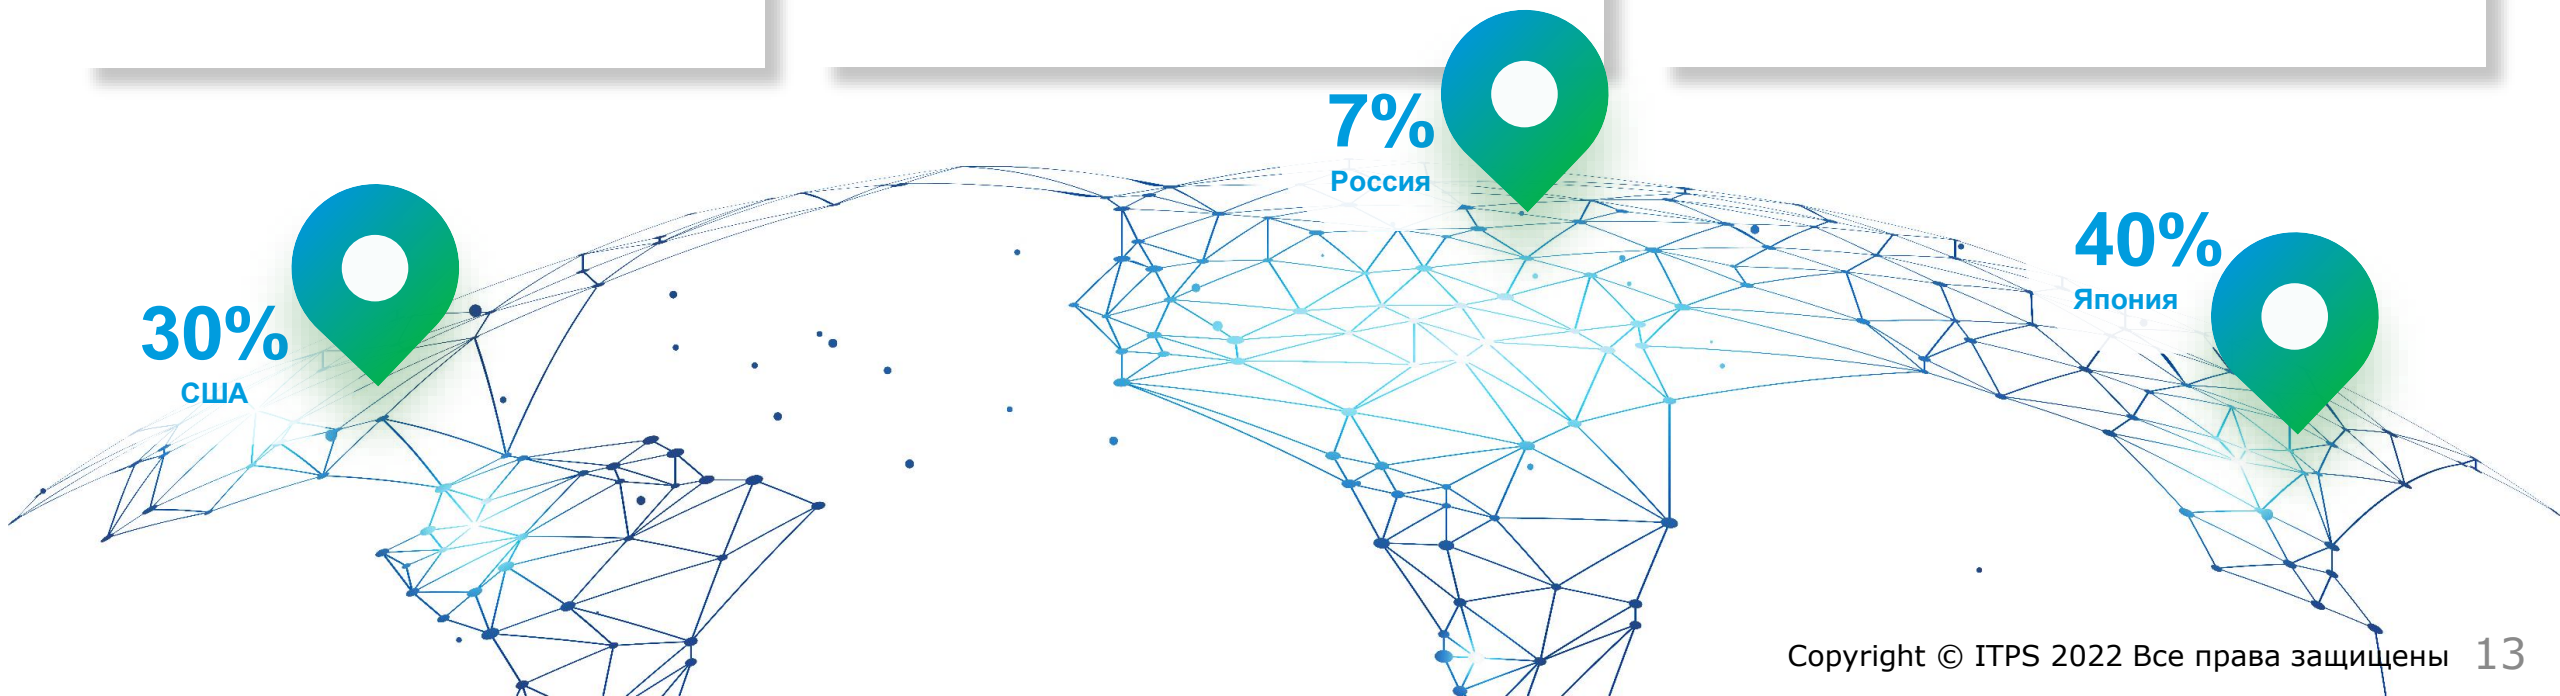 7%
Россия
40%
Япония
30%
США
Copyright © ITPS 2022 Все права защищены 13